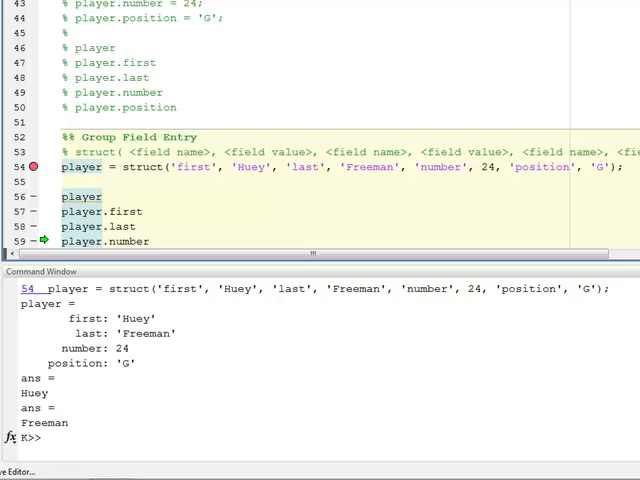 43 % player.number = 24;
44 % player.position = 'G';
45 %
46 % player
47 % player.first
48 % player.last
49 % player.number
50 % player.position
51
52 %% Group Field Entry
53 % struct( <field name>, <field value>, <field name>, <field value>, <field name>, <fie
54 player = struct('first', 'Huey', 'last', 'Freeman', 'number', 24, 'position', 'G');
55
56 — player
57 — player.first
58 — player.last
59 — player.number
Command Window
54 player = struct('first', 'Huey', 'last', 'Freeman', 'number', 24, 'position', 'G');
player =
first: 'Huey'
last: 'Freeman'
number: 24
position: 'G'
ans =
Huey
ans =
Freeman
fx K>>
ve Editor...